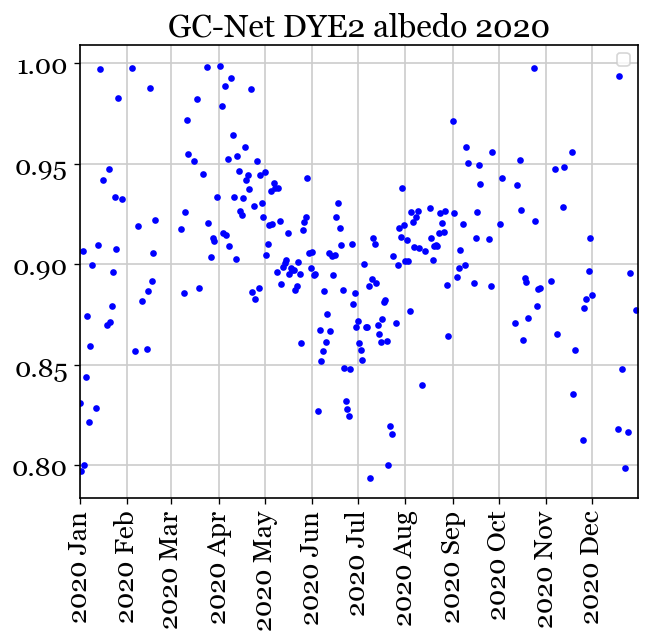 GC-Net DYE2 albedo 2020
1.00
0.95
0.90
0.85
0.80
2020 Jan
2020 Feb
2020 Mar
2020 Apr
2020 May
2020 Jun
2020 Jul
2020 Aug
2020 Sep
2020 Oct
2020 Nov
2020 Dec